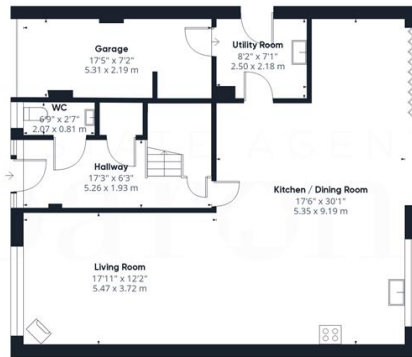 Garage
17'5" x 7'2"
5.31 x 2.19 m
Utility Room
8'2" x 7'1"
2.50 x 2.18 m
WC
6'9" x 2'7"
2.07 x 0.81 m
Hallway
17'3" x 6'3"
5.26 x 1.93 m
Kitchen / Dining Room
17'6" x 30'1"
5.35 x 9.19 m
Living Room
17'11" x 12'2"
5.47 x 3.72 m